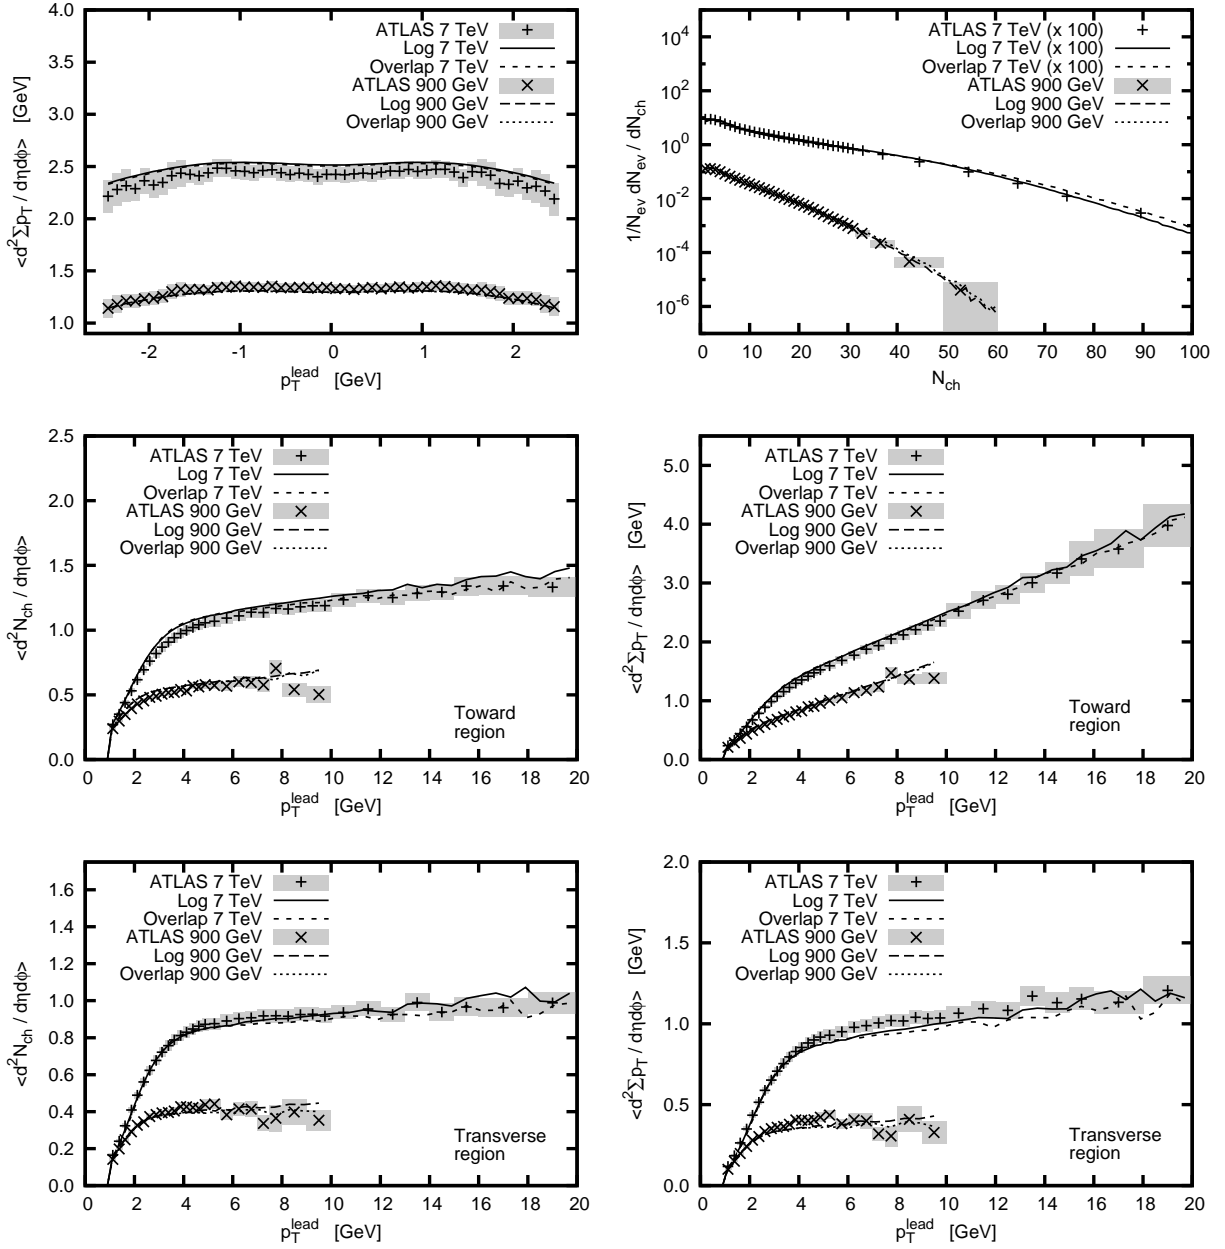 4.0
3.5
3.0
2.5
2.0
1.5
1.0
<d²Σp_T / dηdϕ> [GeV]
ATLAS 7 TeV
Log 7 TeV
Overlap 7 TeV
ATLAS 900 GeV
Log 900 GeV
Overlap 900 GeV
-2 -1 0 1 2
p_T^lead [GeV]
10^4
10^2
10^0
10^-2
10^-4
10^-6
1/N_ev dN_ev / dN_ch
ATLAS 7 TeV (x 100)
Log 7 TeV (x 100)
Overlap 7 TeV (x 100)
ATLAS 900 GeV
Log 900 GeV
Overlap 900 GeV
0 10 20 30 40 50 60 70 80 90 100
N_ch
2.5
2.0
1.5
1.0
0.5
0.0
<d²N_ch / dηdϕ>
ATLAS 7 TeV
Log 7 TeV
Overlap 7 TeV
ATLAS 900 GeV
Log 900 GeV
Overlap 900 GeV
Toward
region
0 2 4 6 8 10 12 14 16 18 20
p_T^lead [GeV]
5.0
4.0
3.0
2.0
1.0
0.0
<d²Σp_T / dηdϕ> [GeV]
ATLAS 7 TeV
Log 7 TeV
Overlap 7 TeV
ATLAS 900 GeV
Log 900 GeV
Overlap 900 GeV
Toward
region
0 2 4 6 8 10 12 14 16 18 20
p_T^lead [GeV]
1.6
1.4
1.2
1.0
0.8
0.6
0.4
0.2
0.0
<d²N_ch / dηdϕ>
ATLAS 7 TeV
Log 7 TeV
Overlap 7 TeV
ATLAS 900 GeV
Log 900 GeV
Overlap 900 GeV
Transverse
region
0 2 4 6 8 10 12 14 16 18 20
p_T^lead [GeV]
2.0
1.5
1.0
0.5
0.0
<d²Σp_T / dηdϕ> [GeV]
ATLAS 7 TeV
Log 7 TeV
Overlap 7 TeV
ATLAS 900 GeV
Log 900 GeV
Overlap 900 GeV
Transverse
region
0 2 4 6 8 10 12 14 16 18 20
p_T^lead [GeV]